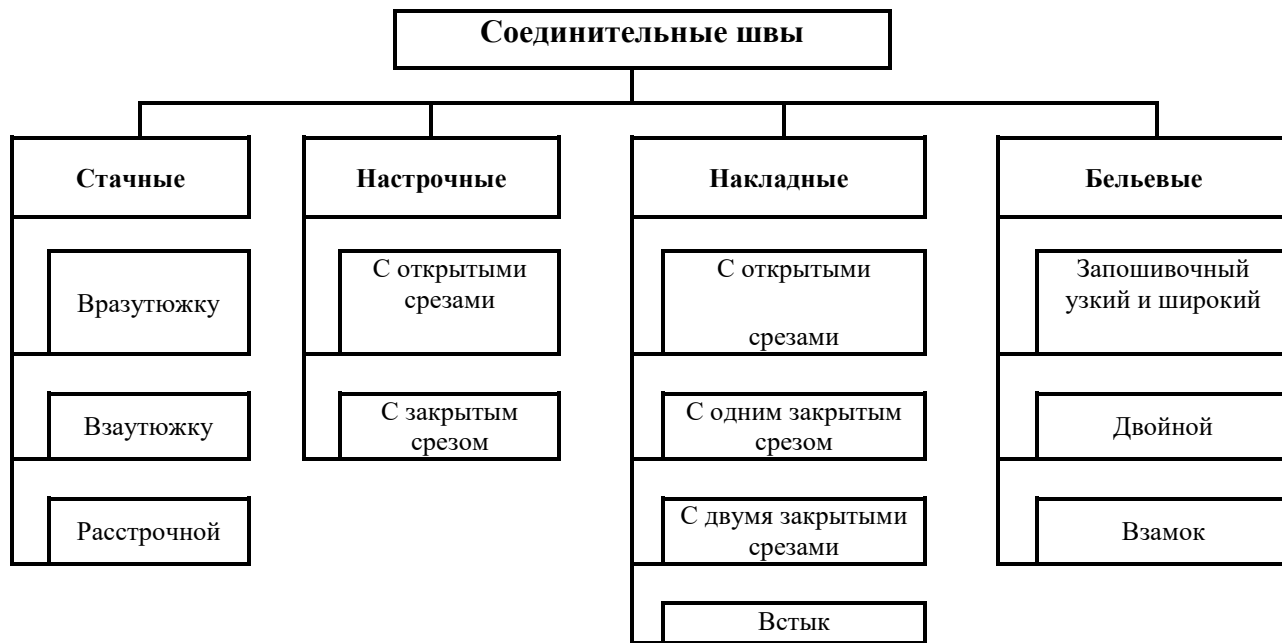 Соединительные швы
Стачные
Настрочные
Накладные
Бельевые
Вразутюжку
С открытыми
срезами
С открытыми
срезами
Запошивочный
узкий и широкий
Взаутюжку
С закрытым
срезом
С одним закрытым
срезом
Двойной
Расстрочной
С двумя закрытыми
срезами
Взамок
Встык